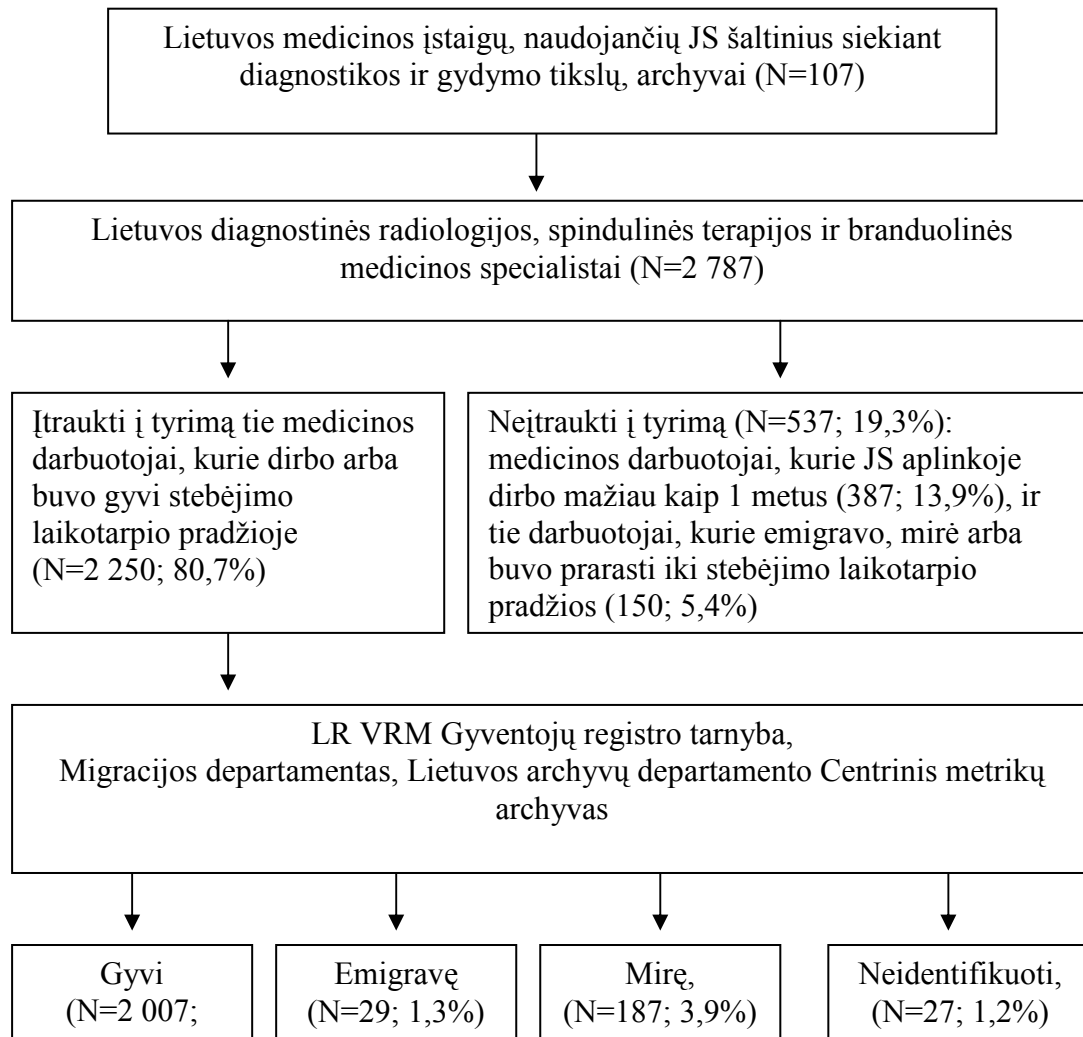 Lietuvos medicinos įstaigų, naudojančių JS šaltinius siekiant
diagnostikos ir gydymo tikslų, archyvai (N=107)
Lietuvos diagnostinės radiologijos, spindulinės terapijos ir branduolinės
medicinos specialistai (N=2 787)
Įtraukti į tyrimą tie medicinos
darbuotojai, kurie dirbo arba
buvo gyvi stebėjimo
laikotarpio pradžioje
(N=2 250; 80,7%)
Neįtraukti į tyrimą (N=537; 19,3%):
medicinos darbuotojai, kurie JS aplinkoje
dirbo mažiau kaip 1 metus (387; 13,9%), ir
tie darbuotojai, kurie emigravo, mirė arba
buvo prarasti iki stebėjimo laikotarpio
pradžios (150; 5,4%)
LR VRM Gyventojų registro tarnyba,
Migracijos departamentas, Lietuvos archyvų departamento Centrinis metrikų
archyvas
Gyvi
(N=2 007;
Emigravę
(N=29; 1,3%)
Mirę,
(N=187; 3,9%)
Neidentifikuoti,
(N=27; 1,2%)